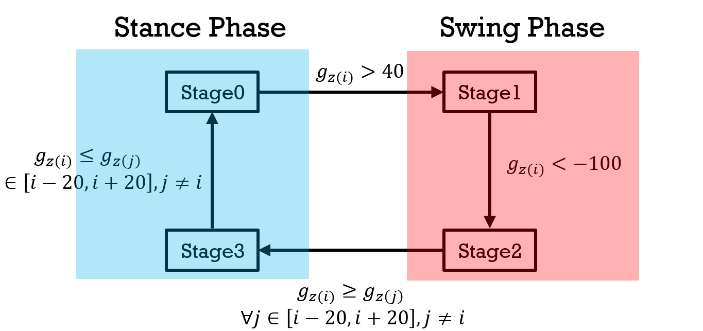 Stance Phase
Swing Phase
Stage0
g_{z(i)} > 40
Stage1
g_{z(i)} ≤ g_{z(j)}
∈ [i − 20, i + 20], j ≠ i
g_{z(i)} < −100
Stage3
Stage2
g_{z(i)} ≥ g_{z(j)}
∀j ∈ [i − 20, i + 20], j ≠ i